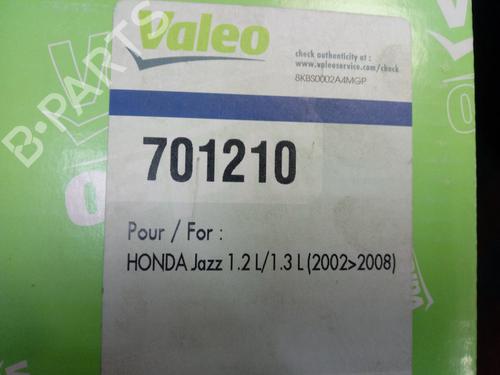 Valeo
check authenticity at :
www.valeoservice.com/check
8KBS0002A4MGP
B-PARTS
701210
Pour / For :
HONDA Jazz 1.2 L/1.3 L (2002>2008)